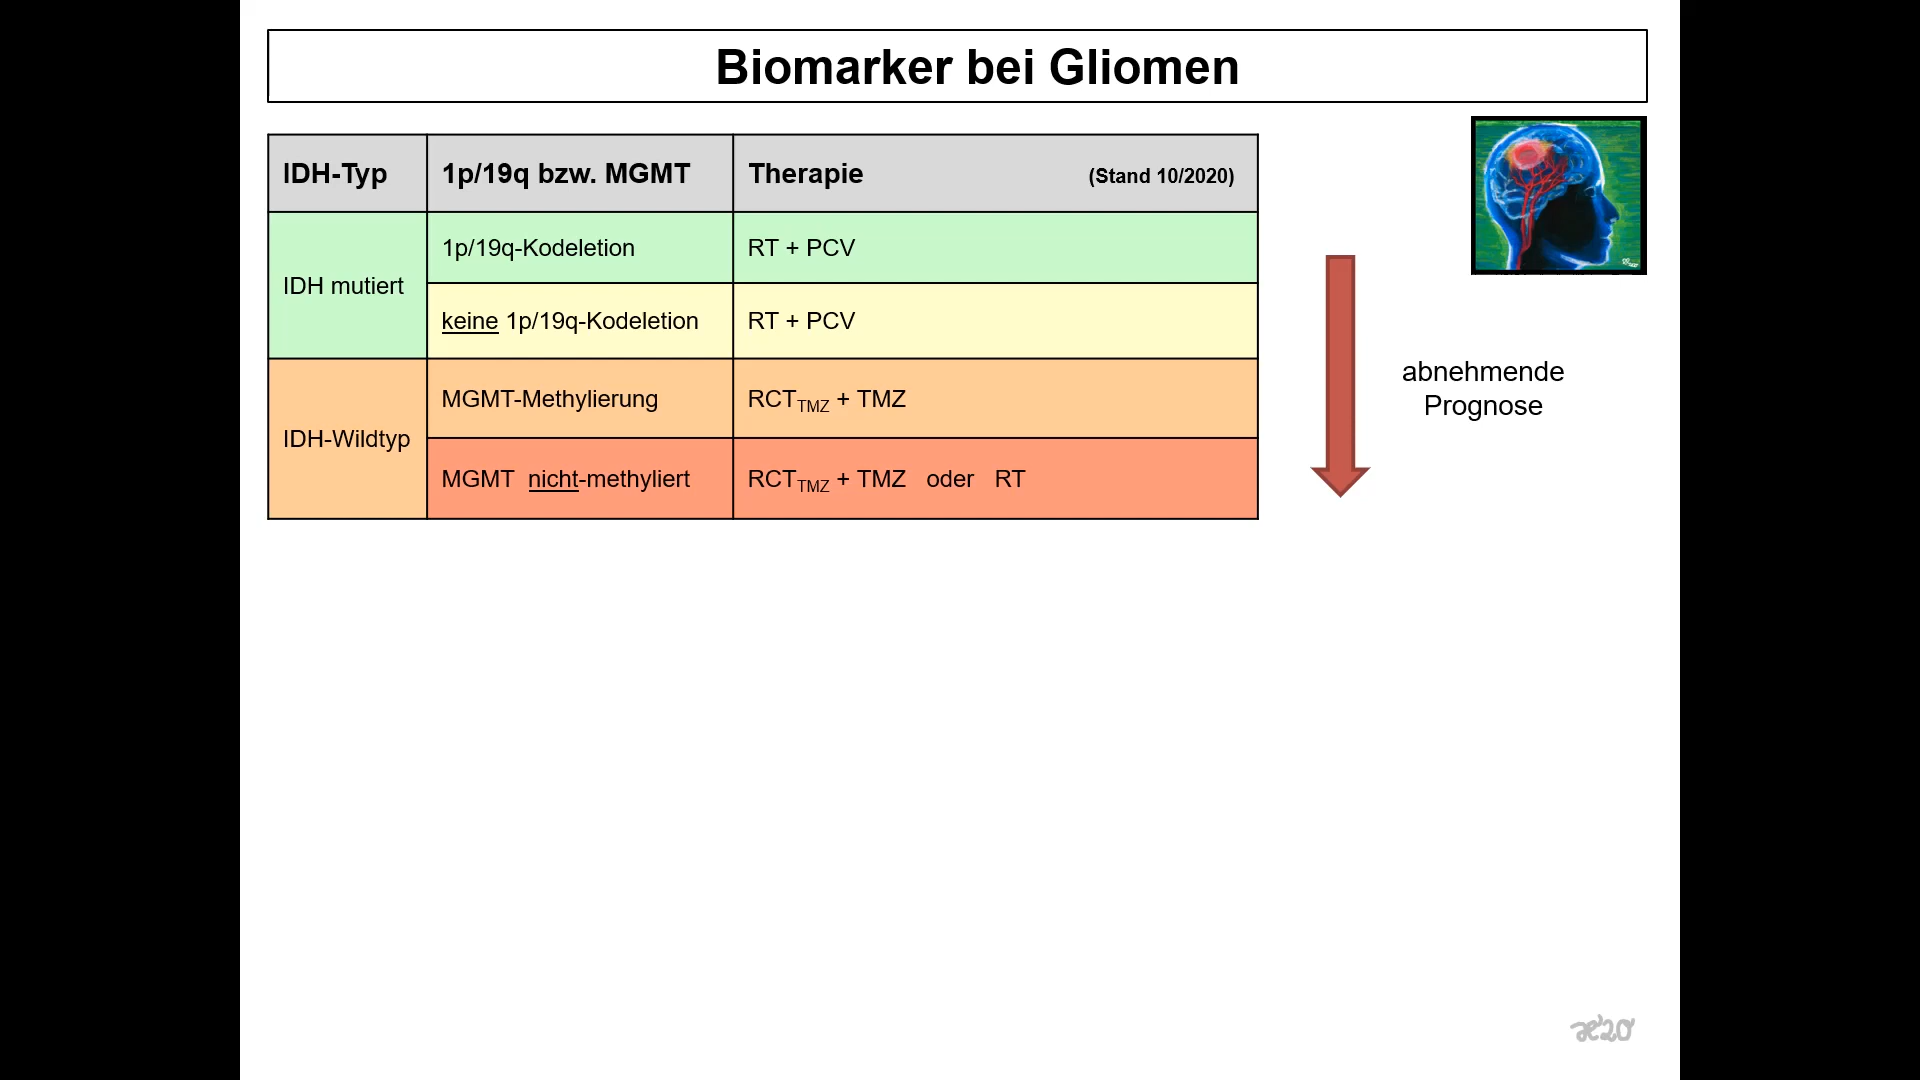 Biomarker bei Gliomen
IDH-Typ 1p/19q bzw. MGMT Therapie (Stand 10/2020)
IDH mutiert
1p/19q-Kodeletion RT + PCV
keine 1p/19q-Kodeletion RT + PCV
IDH-Wildtyp
MGMT-Methylierung RCTTMZ + TMZ
MGMT nicht-methyliert RCTTMZ + TMZ oder RT
abnehmende
Prognose